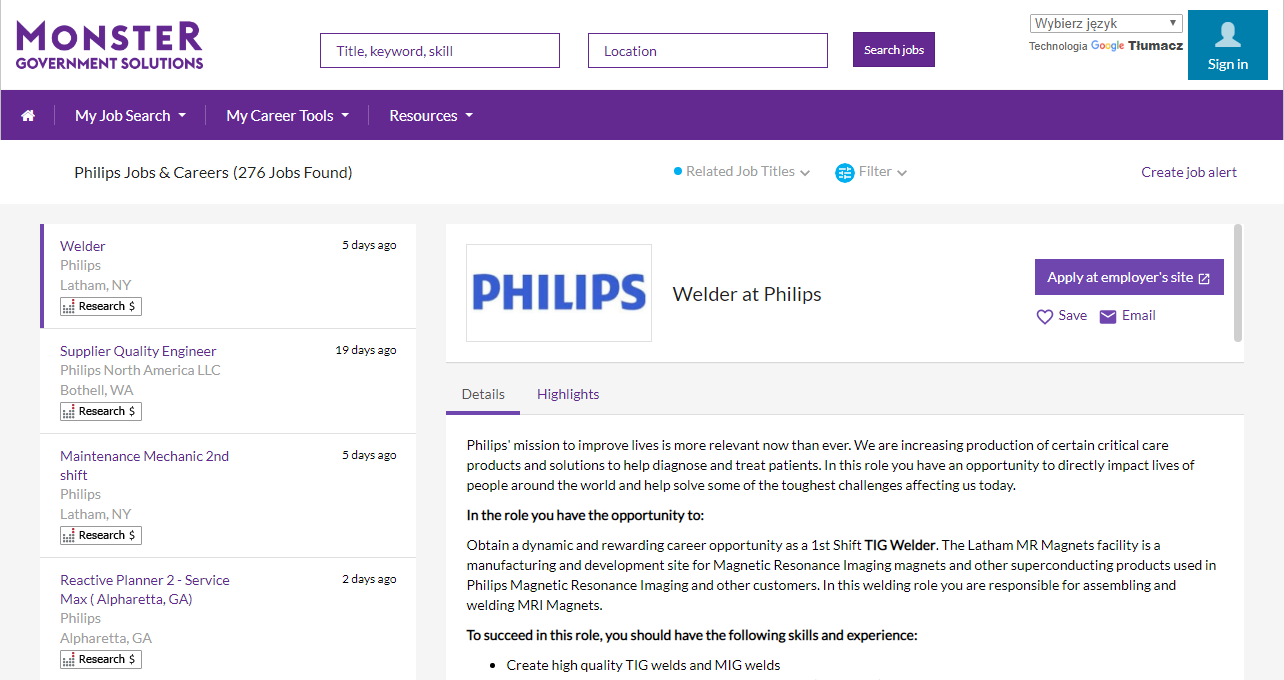 MONSTER
GOVERNMENT SOLUTIONS
Title, keyword, skill
Location
Search jobs
Wybierz język
Technologia Google Tłumacz
Sign in
My Job Search
My Career Tools
Resources
Philips Jobs & Careers (276 Jobs Found)
Related Job Titles
Filter
Create job alert
Welder
5 days ago
Philips
Latham, NY
Research $
Supplier Quality Engineer
19 days ago
Philips North America LLC
Bothell, WA
Research $
Maintenance Mechanic 2nd
shift
5 days ago
Philips
Latham, NY
Research $
Reactive Planner 2 - Service
Max ( Alpharetta, GA)
2 days ago
Philips
Alpharetta, GA
Research $
PHILIPS
Welder at Philips
Apply at employer's site
Save
Email
Details
Highlights
Philips' mission to improve lives is more relevant now than ever. We are increasing production of certain critical care
products and solutions to help diagnose and treat patients. In this role you have an opportunity to directly impact lives of
people around the world and help solve some of the toughest challenges affecting us today.
In the role you have the opportunity to:
Obtain a dynamic and rewarding career opportunity as a 1st Shift TIG Welder. The Latham MR Magnets facility is a
manufacturing and development site for Magnetic Resonance Imaging magnets and other superconducting products used in
Philips Magnetic Resonance Imaging and other customers. In this welding role you are responsible for assembling and
welding MRI Magnets.
To succeed in this role, you should have the following skills and experience:
• Create high quality TIG welds and MIG welds